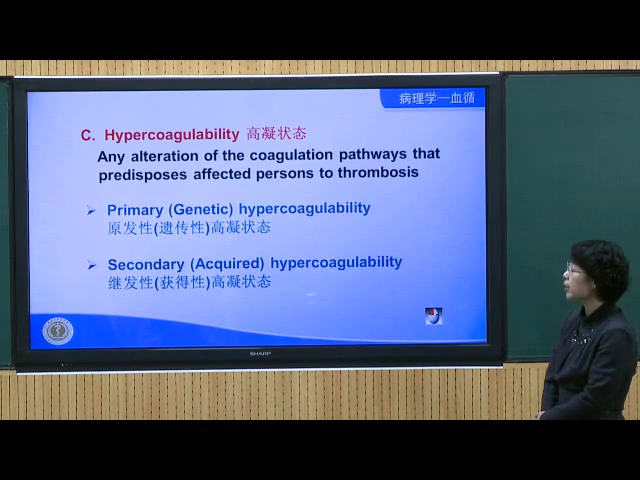 病理学—血循
C. Hypercoagulability 高凝状态
Any alteration of the coagulation pathways that
predisposes affected persons to thrombosis
➢ Primary (Genetic) hypercoagulability
原发性(遗传性)高凝状态
➢ Secondary (Acquired) hypercoagulability
继发性(获得性)高凝状态
SHARP